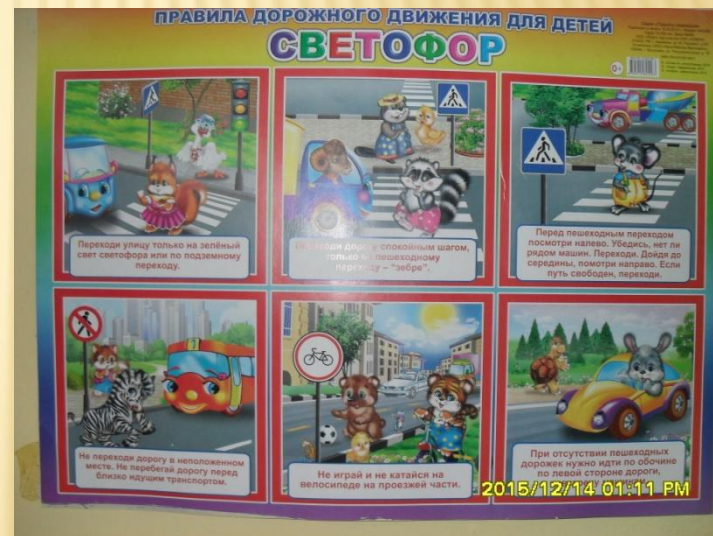 ПРАВИЛА ДОРОЖНОГО ДВИЖЕНИЯ ДЛЯ ДЕТЕЙ
СВЕТОФОР
0+
Переходи улицу только на зелёный
свет светофора или по подземному
переходу.
дорогу спокойным шагом,
только по пешеходному
переходу – "зебре".
Перед пешеходным переходом
посмотри налево. Убедись, нет ли
рядом машин. Переходи. Дойдя до
середины, помотри направо. Если
путь свободен, переходи.
Не переходи дорогу в неположенном
месте. Не перебегай дорогу перед
близко идущим транспортом.
Не играй и не катайся на
велосипеде на проезжей части.
При отсутствии пешеходных
дорожек нужно идти по обочине
по левой стороне дороги,
2015/12/14 01:11 PM